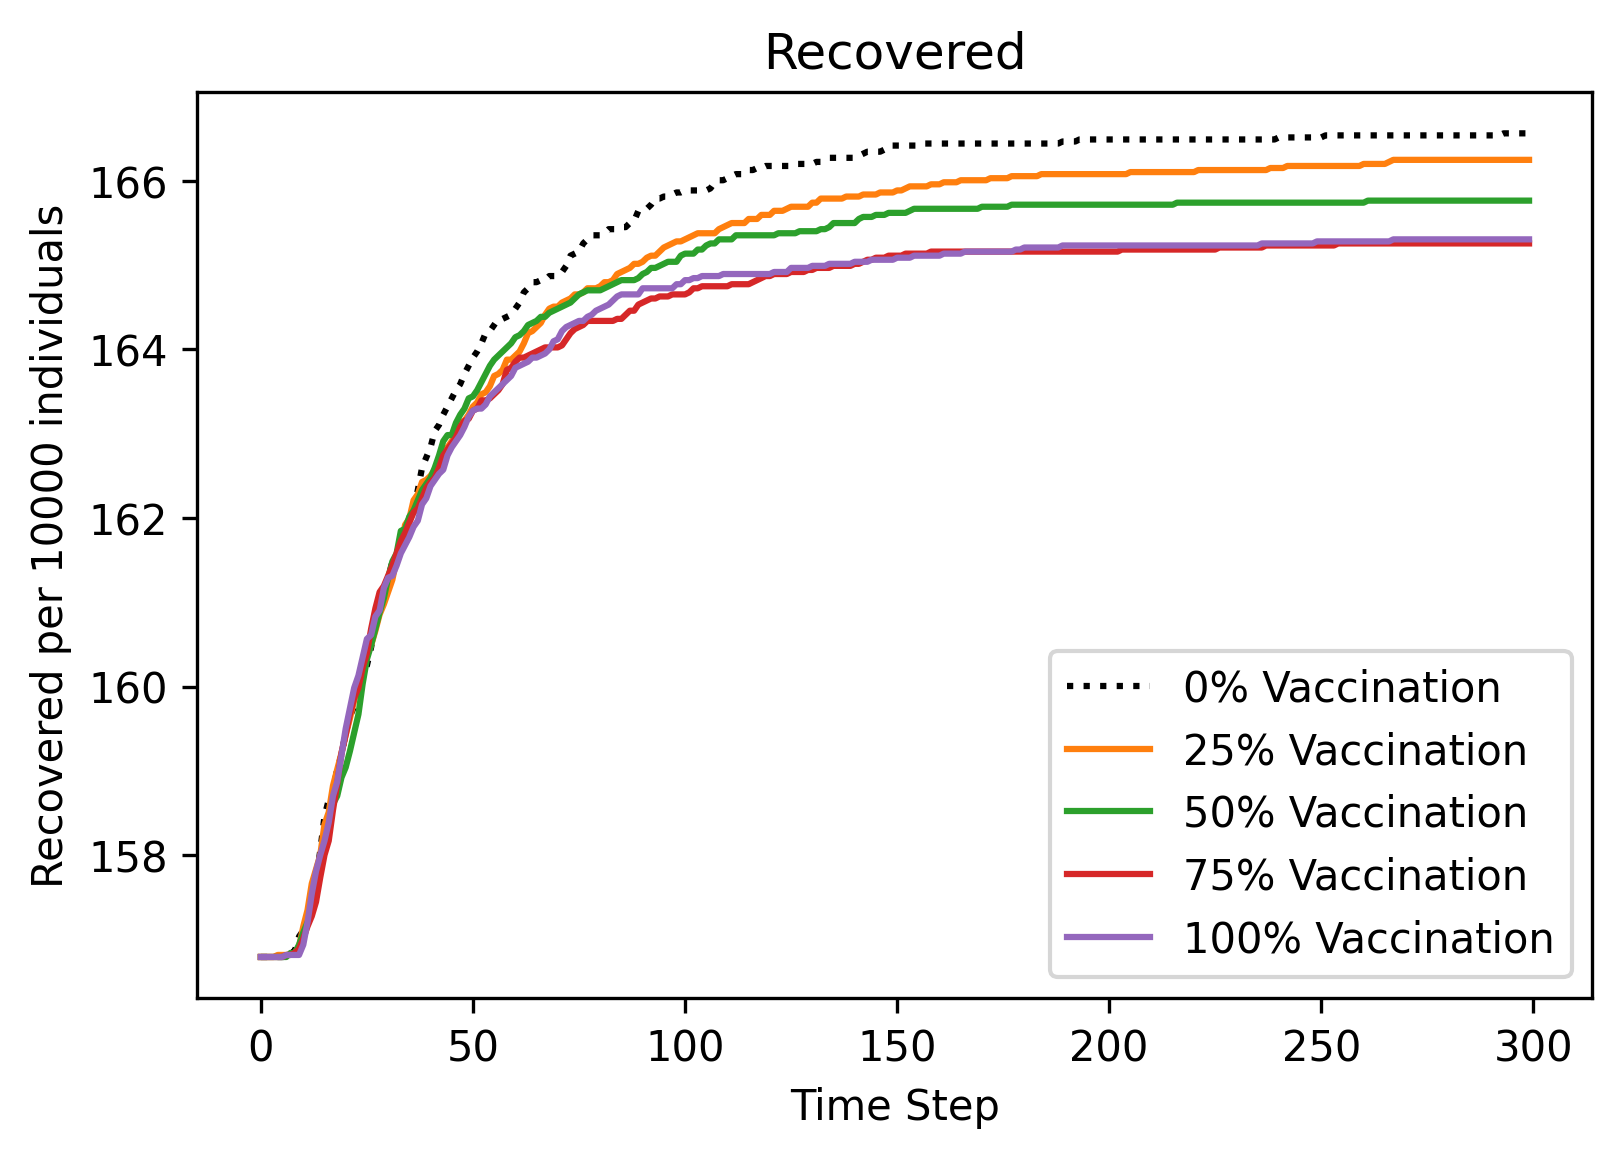 Recovered
Recovered per 10000 individuals
166
164
162
160
158
0 50 100 150 200 250 300
Time Step
0% Vaccination
25% Vaccination
50% Vaccination
75% Vaccination
100% Vaccination